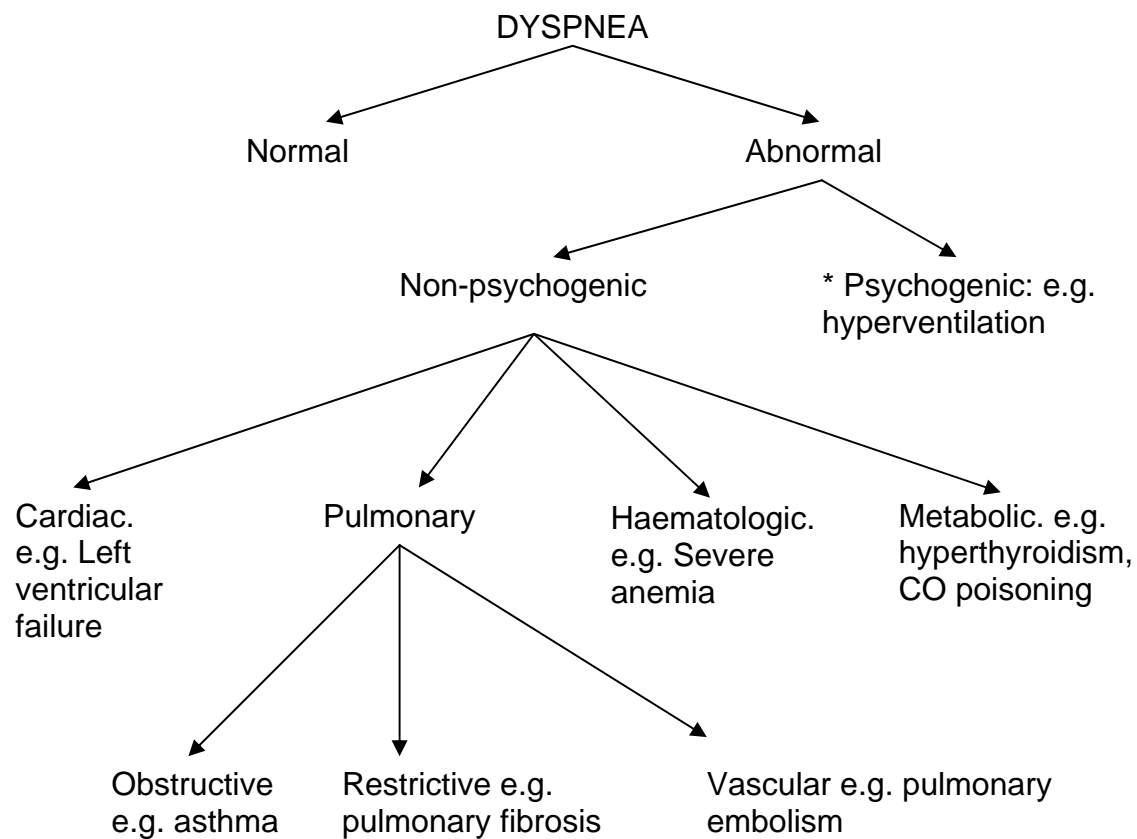 DYSPNEA
Normal
Abnormal
Non-psychogenic
* Psychogenic: e.g.
hyperventilation
Cardiac.
e.g. Left
ventricular
failure
Pulmonary
Haematologic.
e.g. Severe
anemia
Metabolic. e.g.
hyperthyroidism,
CO poisoning
Obstructive
e.g. asthma
Restrictive e.g.
pulmonary fibrosis
Vascular e.g. pulmonary
embolism